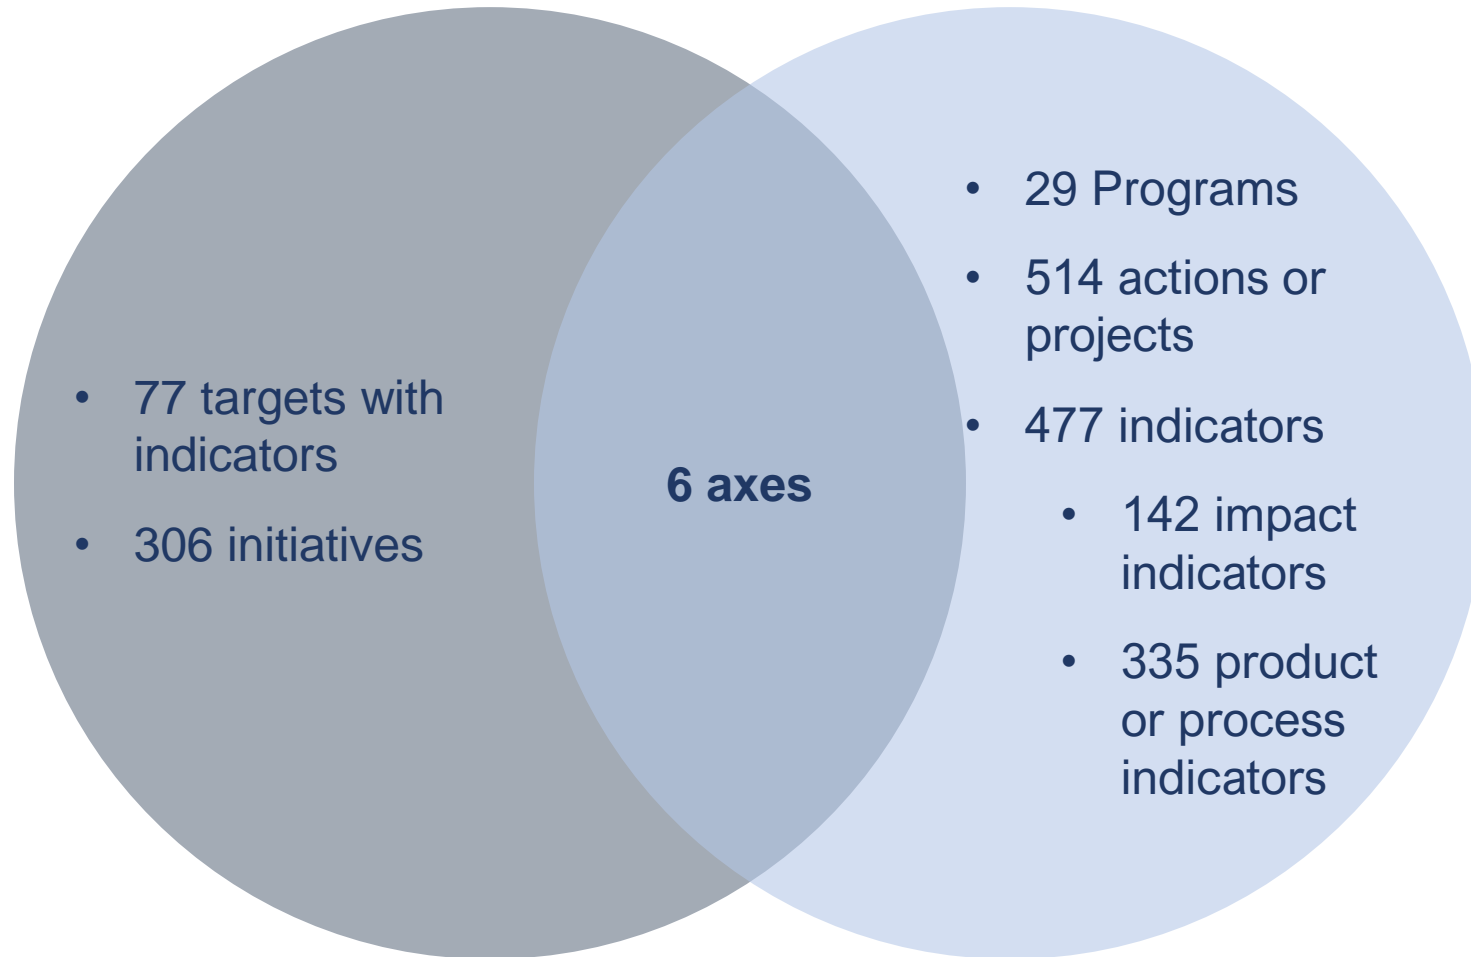 • 77 targets with
indicators
• 306 initiatives
6 axes
• 29 Programs
• 514 actions or
projects
• 477 indicators
• 142 impact
indicators
• 335 product
or process
indicators